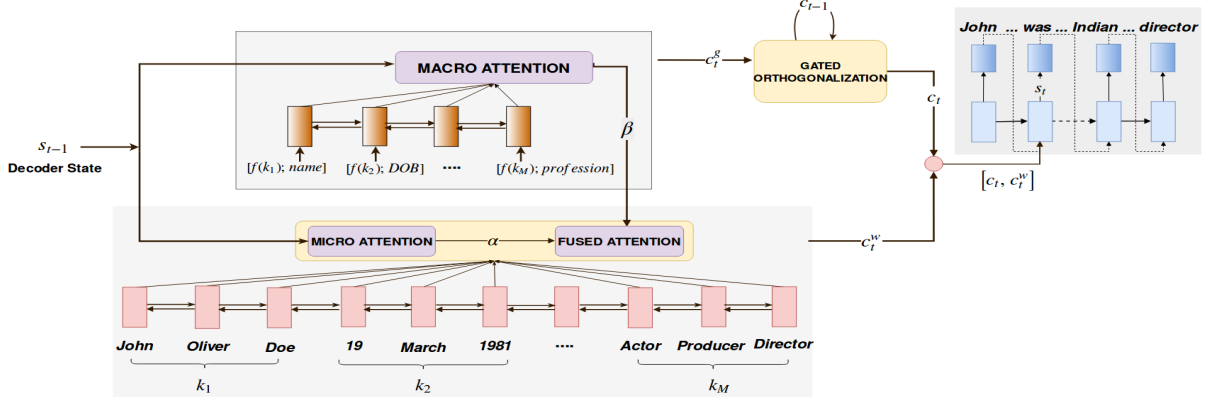 c_{t-1}
John ... was ... Indian ... director
MACRO ATTENTION
c_t^g
GATED
ORTHOGONALIZATION
s_t
c_t
β
s_{t-1}
Decoder State
[f(k_1); name] [f(k_2); DOB] .... [f(k_M); profession]
[c_t, c_t^w]
MICRO ATTENTION α FUSED ATTENTION
c_t^w
John Oliver Doe 19 March 1981 .... Actor Producer Director
k_1 k_2 k_M